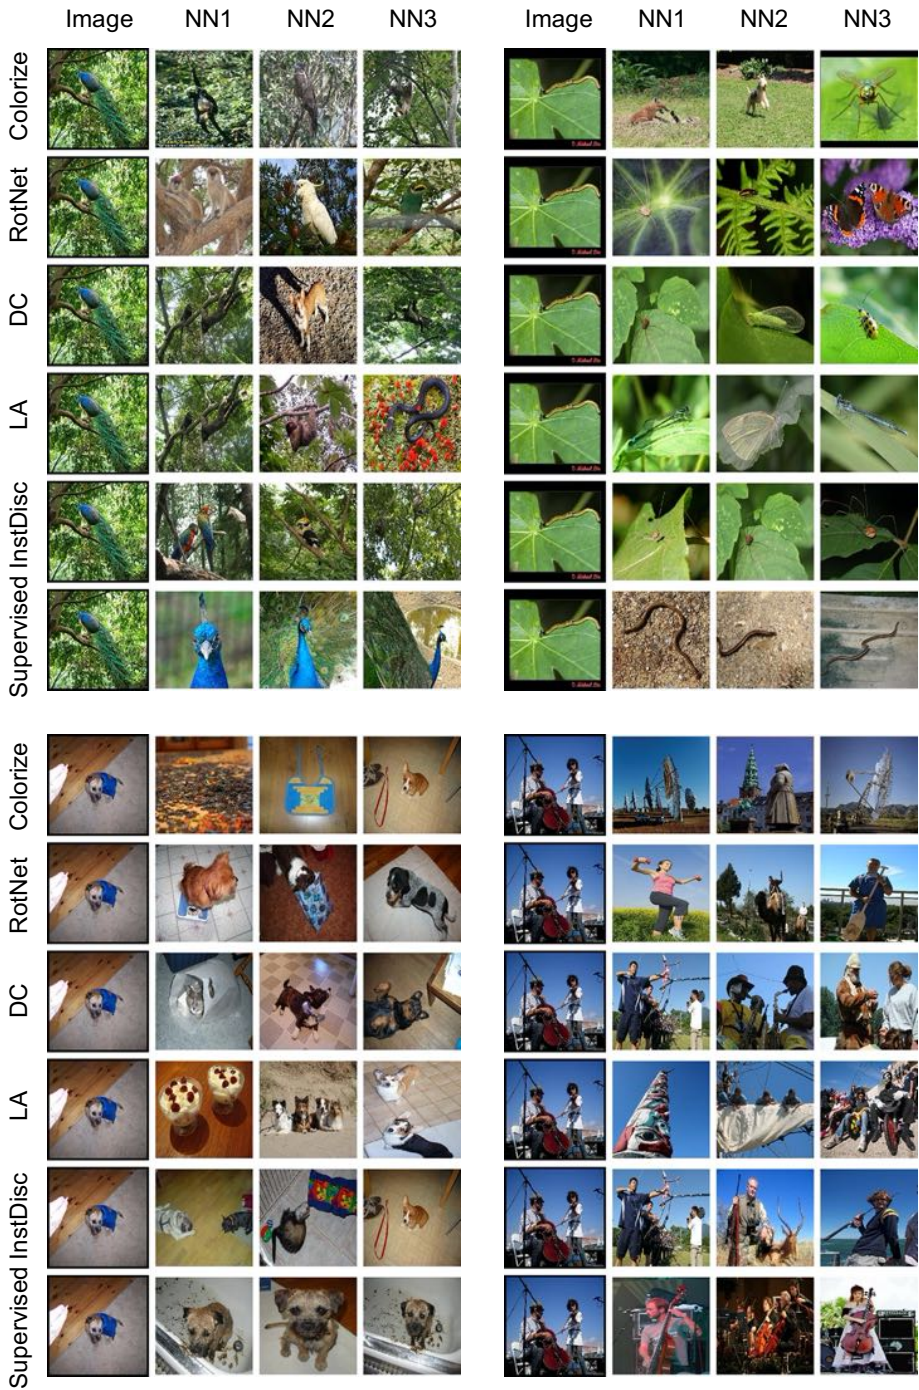 Image NN1 NN2 NN3 Image NN1 NN2 NN3
Colorize
RotNet
DC
LA
InstDisc
Supervised
Colorize
RotNet
DC
LA
InstDisc
Supervised